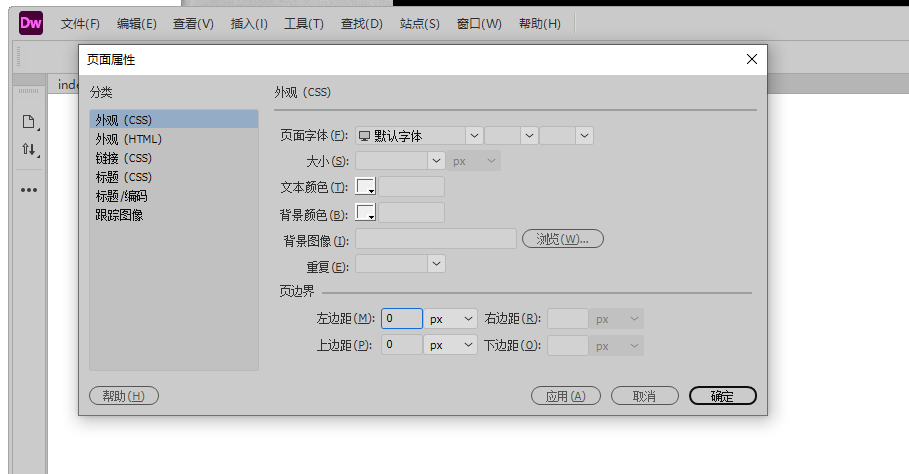 Dw 文件(F) 编辑(E) 查看(V) 插入(I) 工具(T) 查找(D) 站点(S) 窗口(W) 帮助(H)
页面属性
inde
分类
外观 (CSS)
外观 (CSS)
外观 (HTML)
链接 (CSS)
标题 (CSS)
标题/编码
跟踪图像
页面字体(F): 默认字体
大小(S): px
文本颜色(T):
背景颜色(B):
背景图像(I): 浏览(W)...
重复(E):
页边界
左边距(M): 0 px 右边距(R): px
上边距(P): 0 px 下边距(O): px
帮助(H) 应用(A) 取消 确定